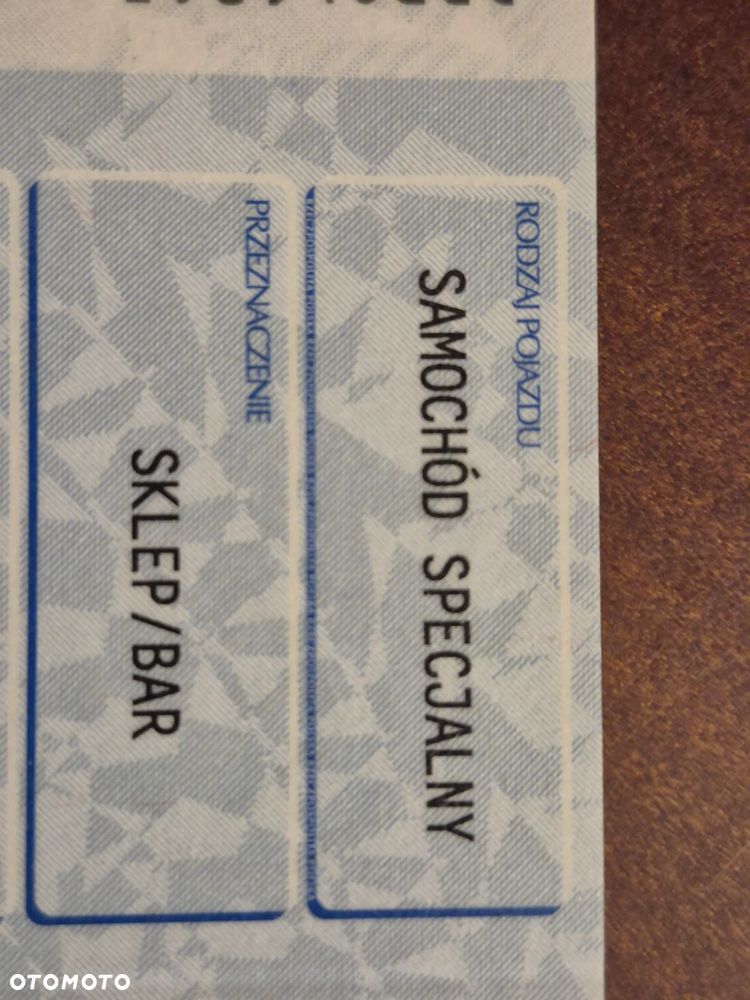 RODZAJ POJAZDU
SAMOCHÓD SPECJALNY
PRZEZNACZENIE
SKLEP/BAR
OTOMOTO